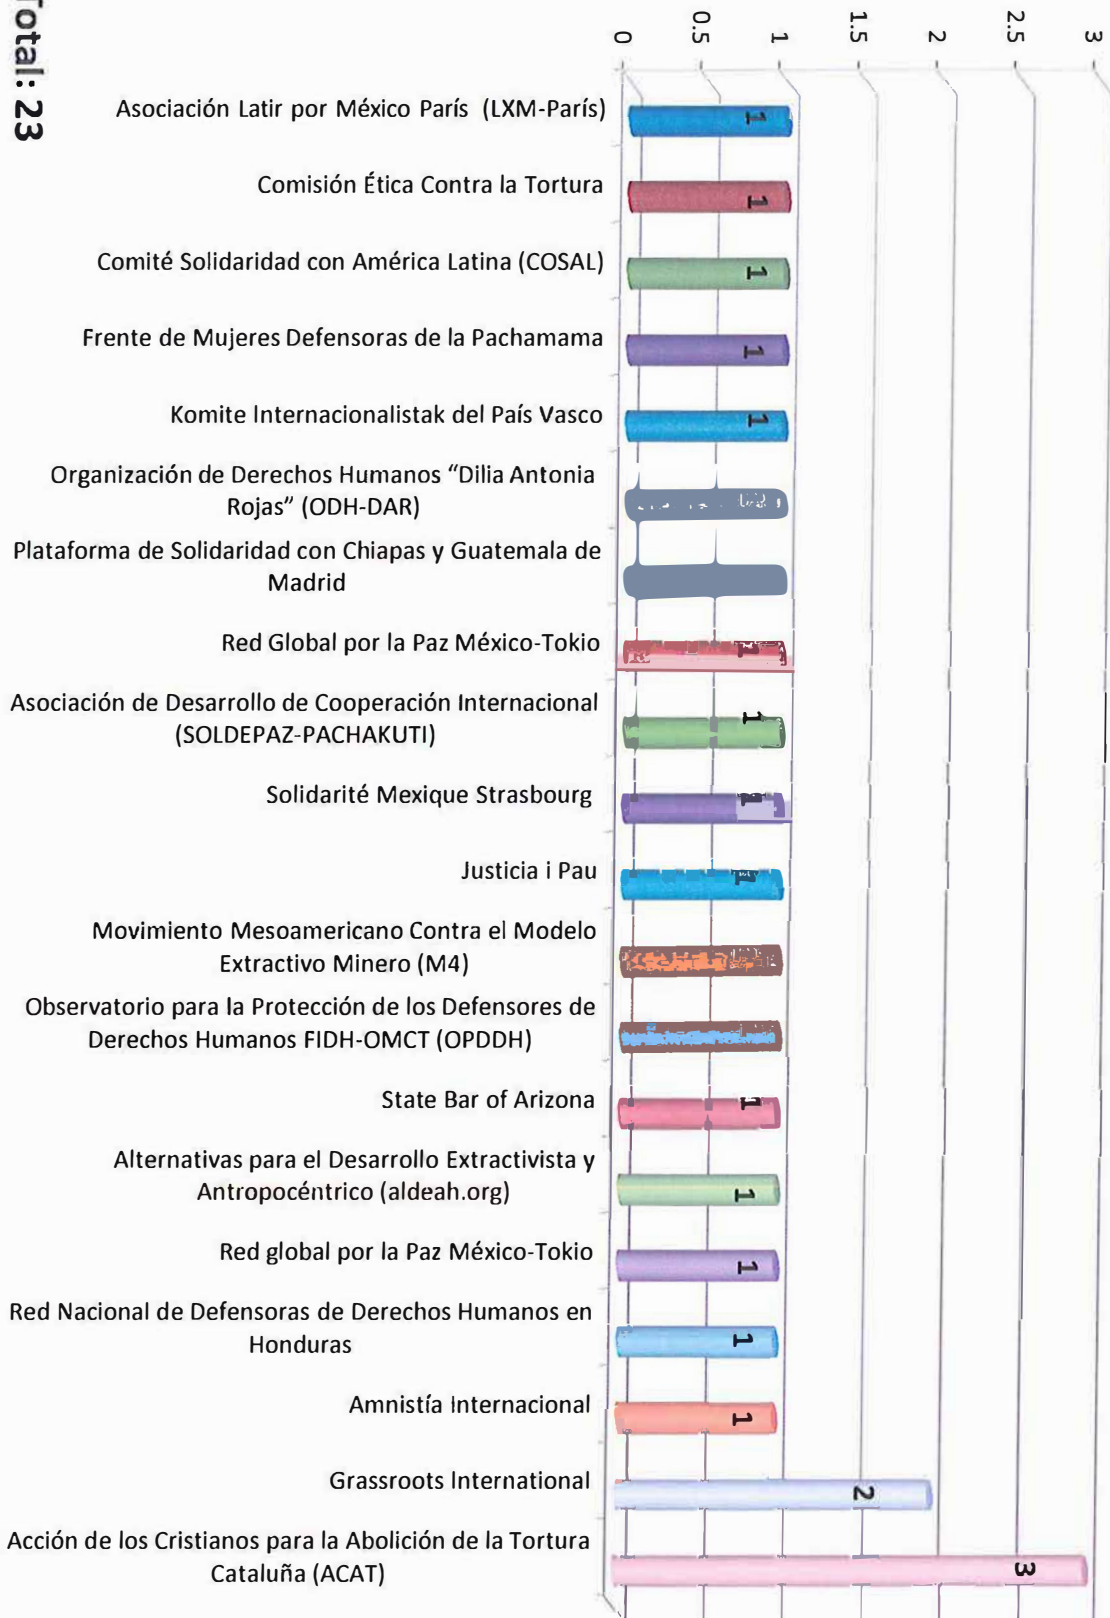 0
0.5
1
1.5
2
2.5
3
Asociación Latir por México París (LXM-París)
1
Comisión Ética Contra la Tortura
1
Comité Solidaridad con América Latina (COSAL)
1
Frente de Mujeres Defensoras de la Pachamama
1
Komite Internacionalistak del País Vasco
1
Organización de Derechos Humanos “Dilia Antonia
Rojas” (ODH-DAR)
Plataforma de Solidaridad con Chiapas y Guatemala de
Madrid
Red Global por la Paz México-Tokio
1
Asociación de Desarrollo de Cooperación Internacional
(SOLDEPAZ-PACHAKUTI)
1
Solidarité Mexique Strasbourg
1
Justicia i Pau
1
Movimiento Mesoamericano Contra el Modelo
Extractivo Minero (M4)
Observatorio para la Protección de los Defensores de
Derechos Humanos FIDH-OMCT (OPDDH)
State Bar of Arizona
1
Alternativas para el Desarrollo Extractivista y
Antropocéntrico (aldeah.org)
1
Red global por la Paz México-Tokio
1
Red Nacional de Defensoras de Derechos Humanos en
Honduras
1
Amnistía Internacional
1
Grassroots International
2
Acción de los Cristianos para la Abolición de la Tortura
Cataluña (ACAT)
3
Total: 23